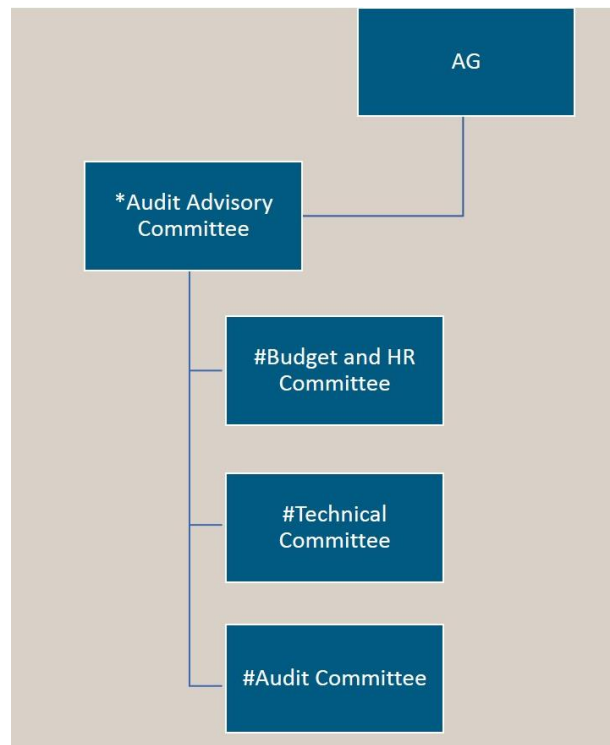 AG
*Audit Advisory
Committee
#Budget and HR
Committee
#Technical
Committee
#Audit Committee